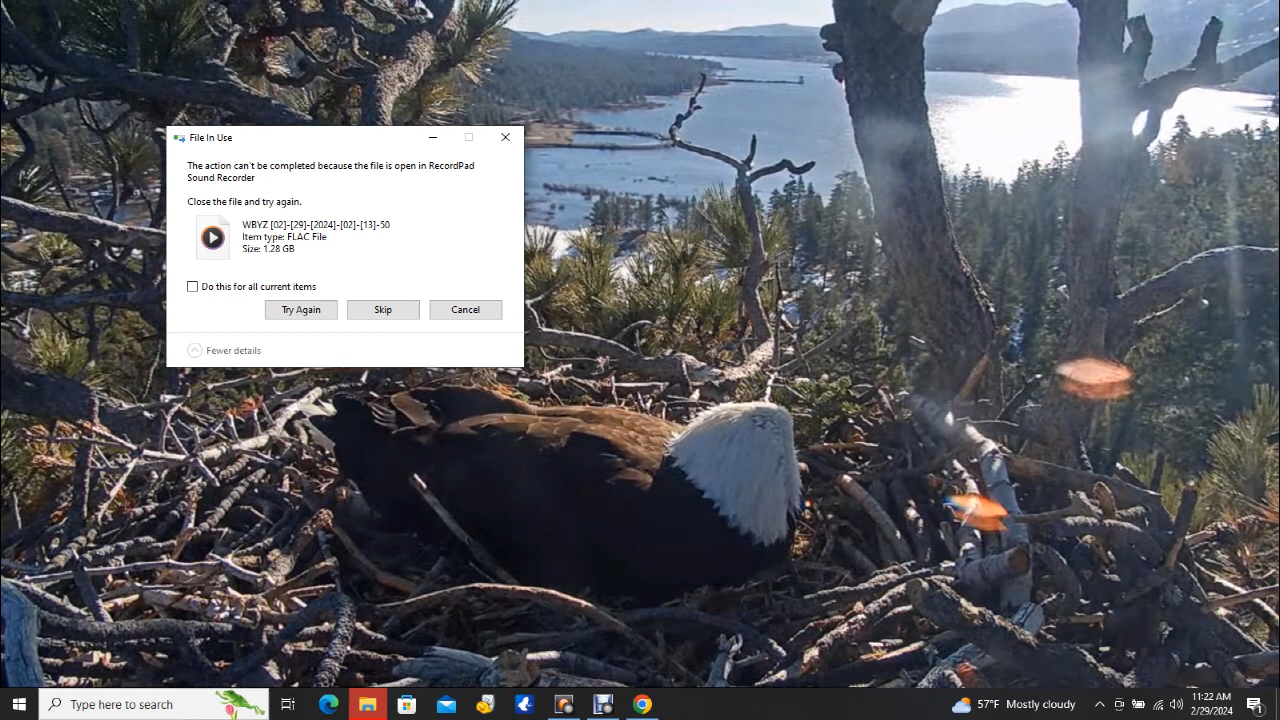 File In Use
The action can't be completed because the file is open in RecordPad
Sound Recorder
Close the file and try again.
WBYZ [02]-[29]-[2024]-[02]-[13]-50
Item type: FLAC File
Size: 1.28 GB
Do this for all current items
Try Again Skip Cancel
Fewer details
Type here to search
57°F Mostly cloudy
11:22 AM
2/29/2024
1